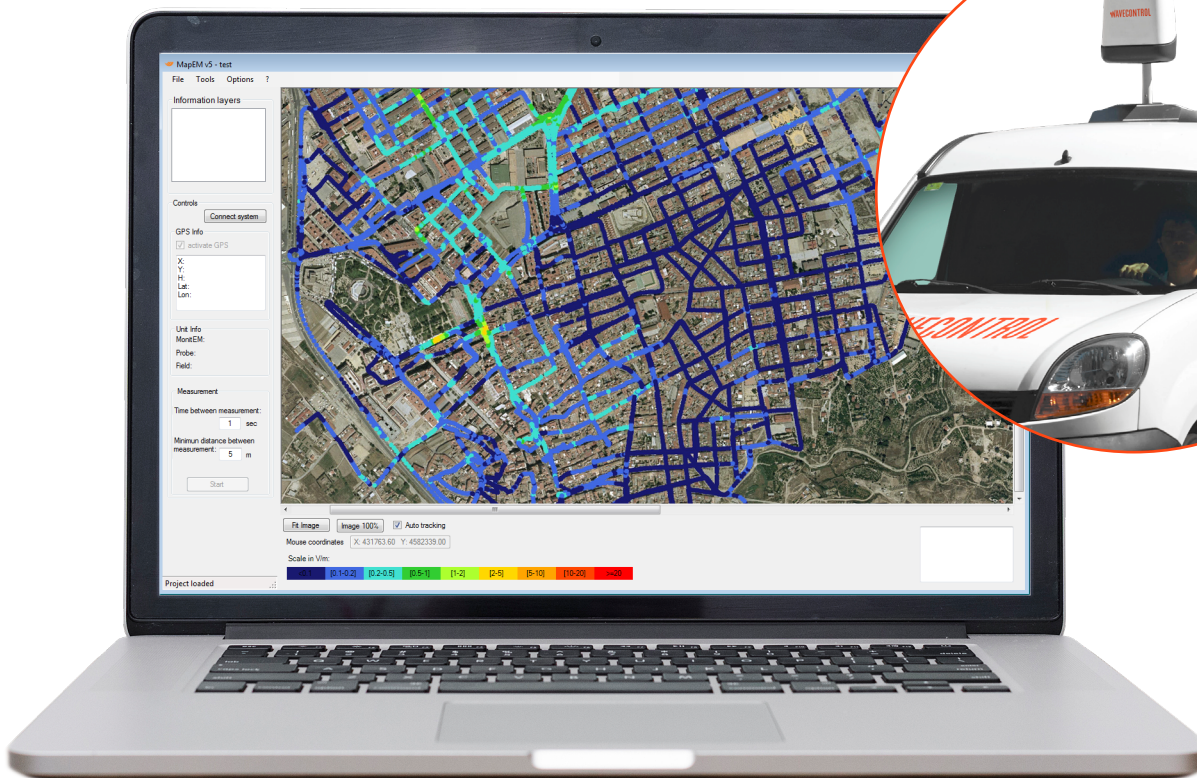 MapEM v5 - test
File Tools Options ?
Information layers
Controls
Connect system
GPS Info
activate GPS
X:
Y:
H:
Lat:
Lon:
Unit Info
MonitEM:
Probe:
Field:
Measurement
Time between measurement:
1 sec
Minimun distance between
measurement: 5 m
Start
Fit Image Image 100% Auto tracking
Mouse coordinates X: 431763.60 Y: 4582339.00
Scale in V/m:
[0.1-0.2] [0.2-0.5] [0.5-1] [1-2] [2-5] [5-10] [10-20] >=20
Project loaded
WAVECONTROL
WECONTROL